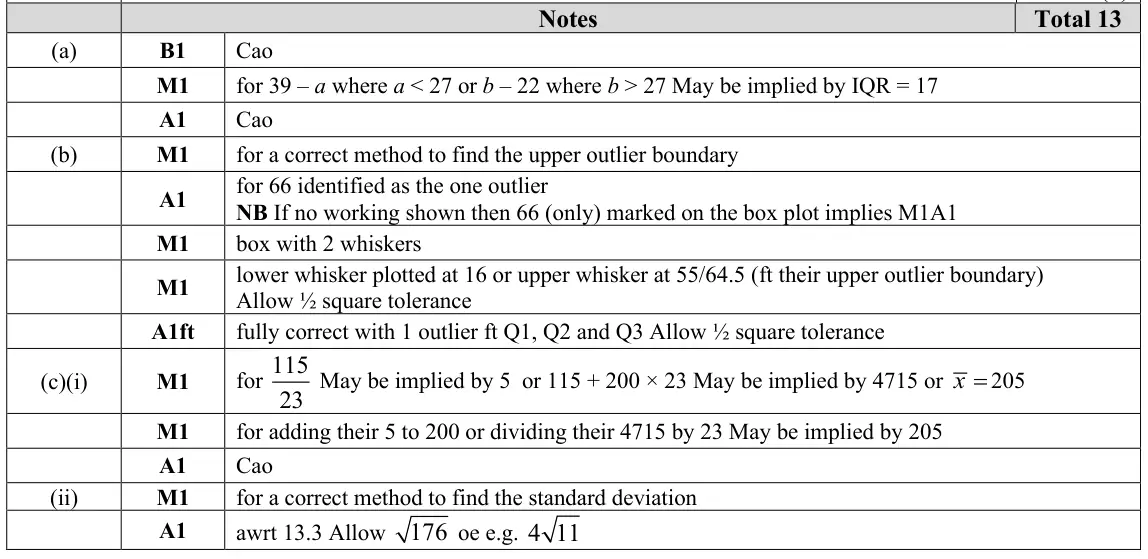 Notes Total 13
(a) B1 Cao
M1 for 39 – a where a < 27 or b – 22 where b > 27 May be implied by IQR = 17
A1 Cao
(b) M1 for a correct method to find the upper outlier boundary
A1 for 66 identified as the one outlier
NB If no working shown then 66 (only) marked on the box plot implies M1A1
M1 box with 2 whiskers
M1 lower whisker plotted at 16 or upper whisker at 55/64.5 (ft their upper outlier boundary)
Allow ½ square tolerance
A1ft fully correct with 1 outlier ft Q1, Q2 and Q3 Allow ½ square tolerance
(c)(i) M1 for 115/23 May be implied by 5 or 115 + 200 × 23 May be implied by 4715 or x̄ = 205
M1 for adding their 5 to 200 or dividing their 4715 by 23 May be implied by 205
A1 Cao
(ii) M1 for a correct method to find the standard deviation
A1 awrt 13.3 Allow √176 oe e.g. 4√11